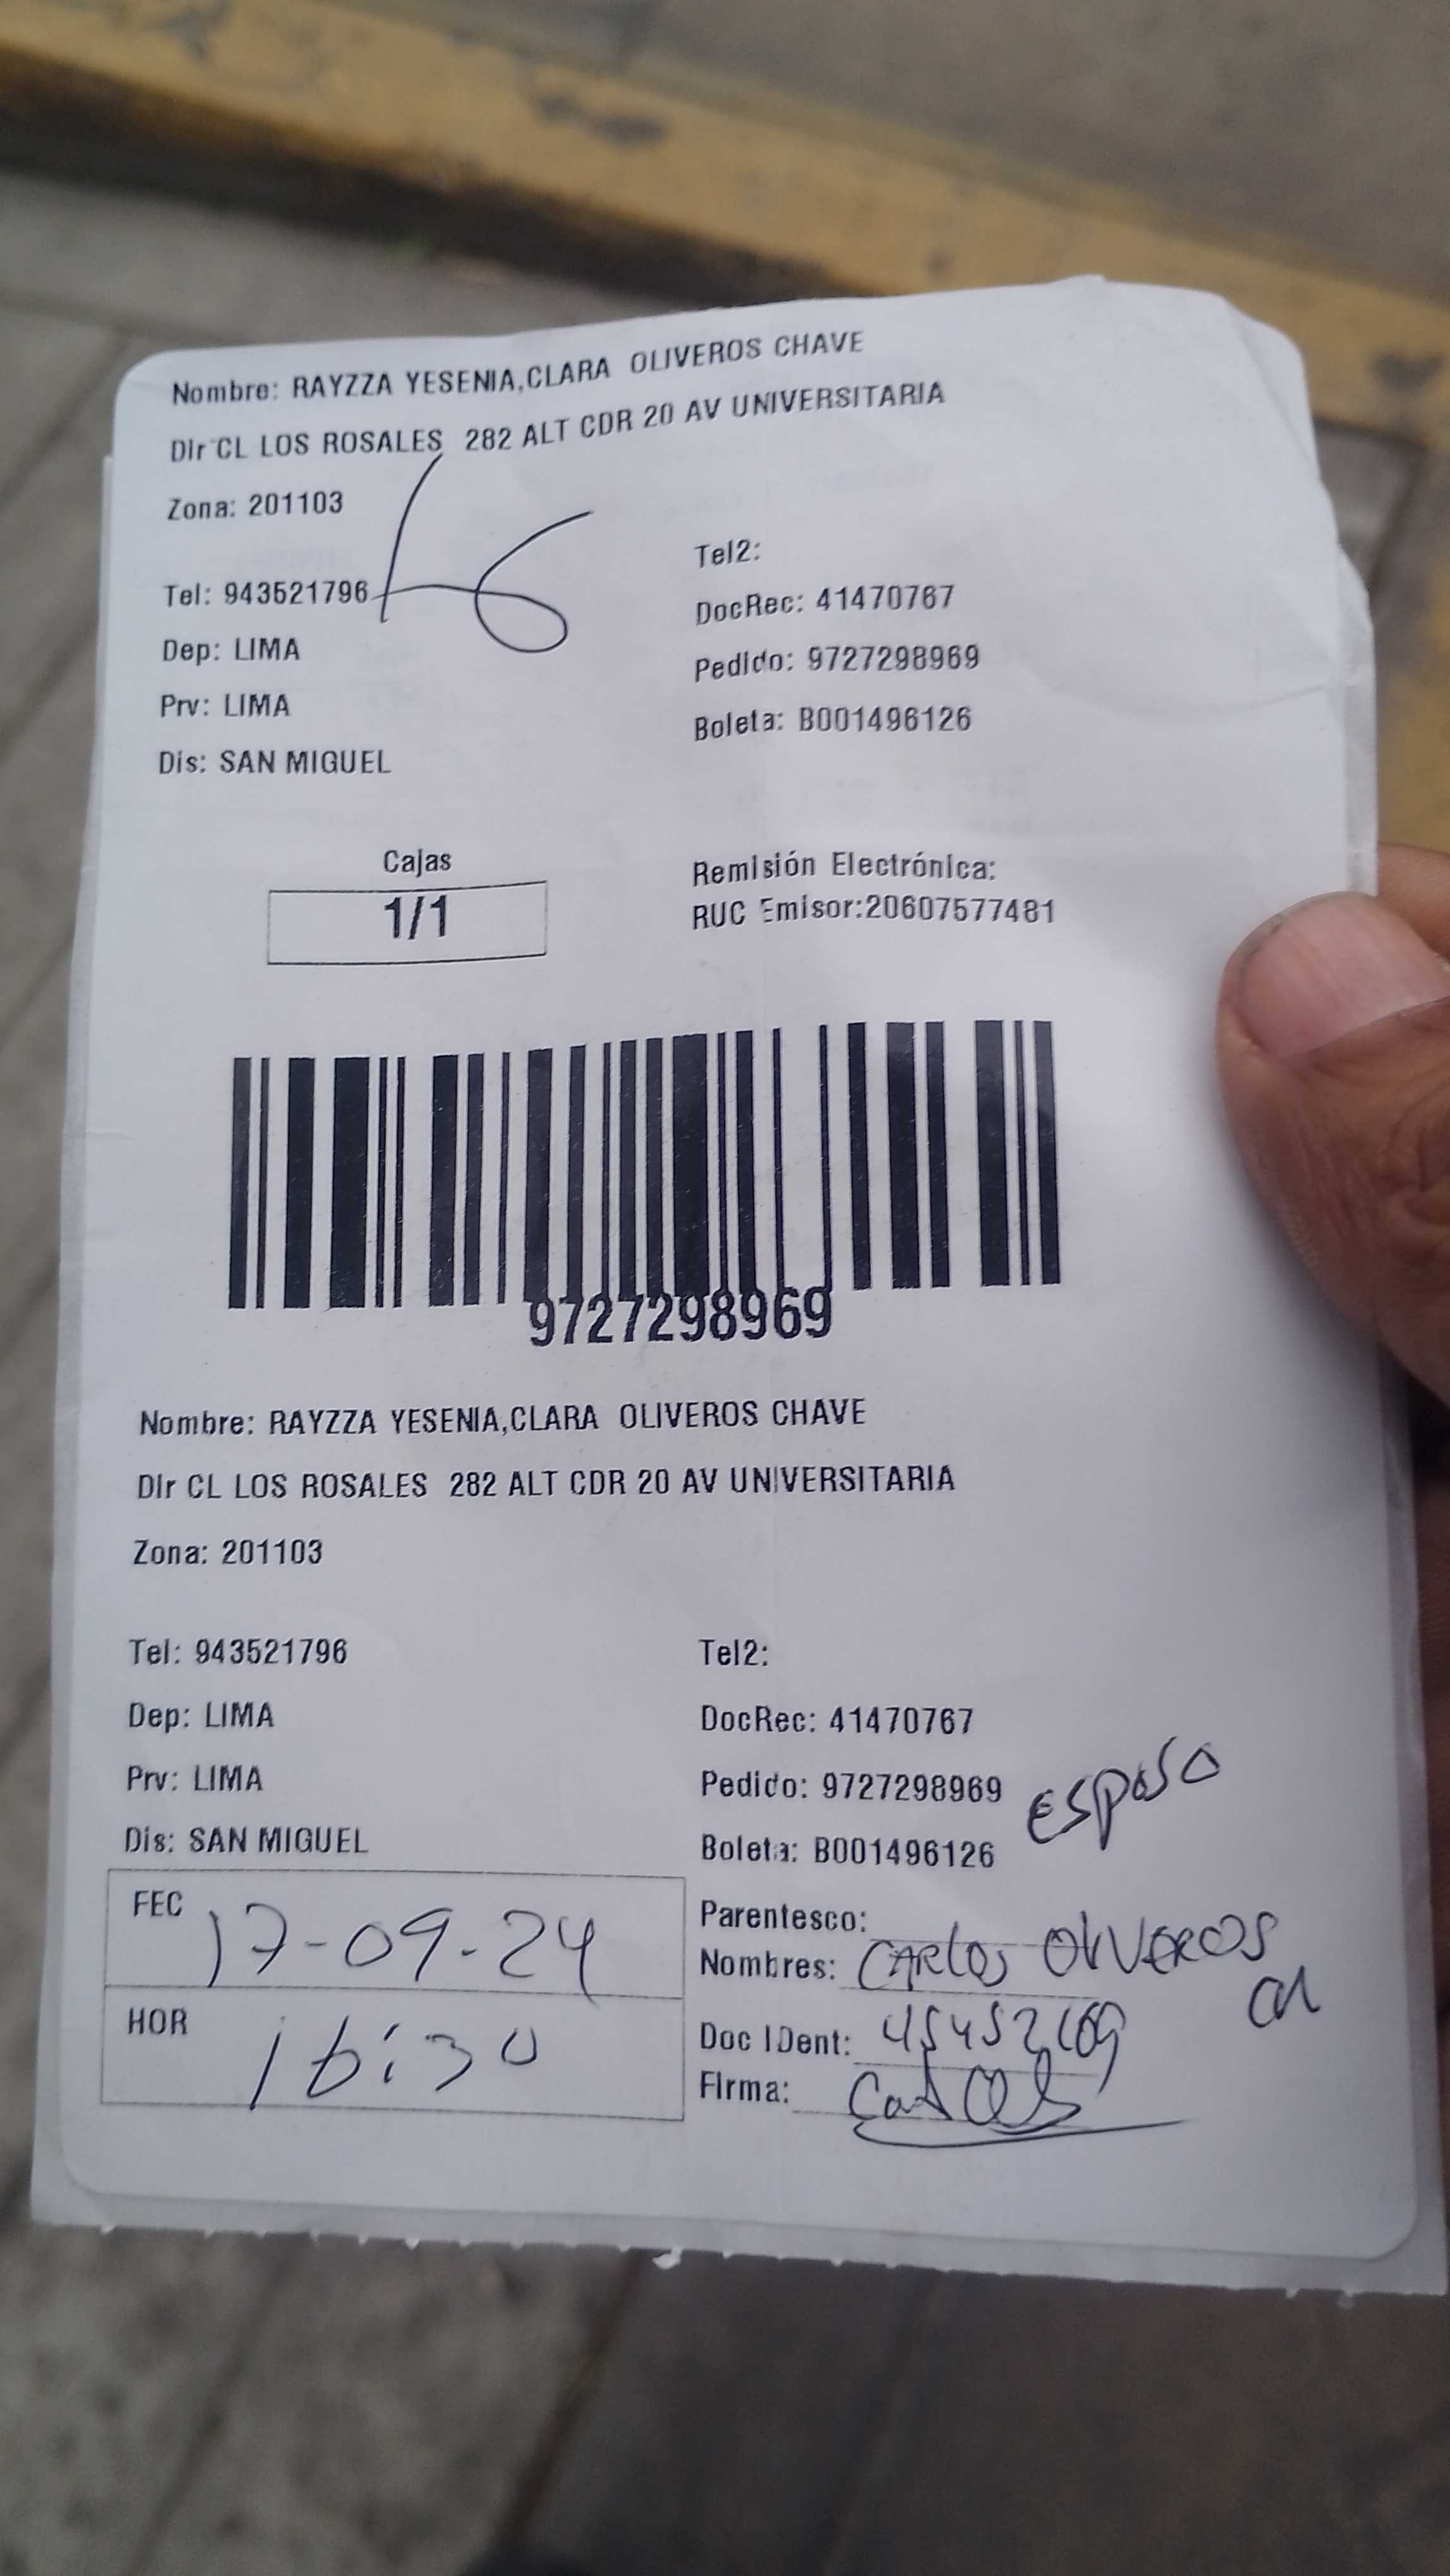 Nombre: RAYZZA YESENIA,CLARA OLIVEROS CHAVE
Dir CL LOS ROSALES 282 ALT CDR 20 AV UNIVERSITARIA
Zona: 201103
Tel: 943521796
Tel2:
Dep: LIMA
DocRec: 41470767
Prv: LIMA
Pedido: 9727298969
Dis: SAN MIGUEL
Boleta: B001496126
Cajas
1/1
Remisión Electrónica:
RUC Emisor:20607577481
9727298969
Nombre: RAYZZA YESENIA,CLARA OLIVEROS CHAVE
Dir CL LOS ROSALES 282 ALT CDR 20 AV UNIVERSITARIA
Zona: 201103
Tel: 943521796
Tel2:
Dep: LIMA
DocRec: 41470767
Prv: LIMA
Pedido: 9727298969
esposo
Dis: SAN MIGUEL
Boleta: B001496126
FEC 17-09-24
Parentesco:
Nombres: CARLOS OLIVEROS
HOR 16:30
Doc IDent:
Firma: